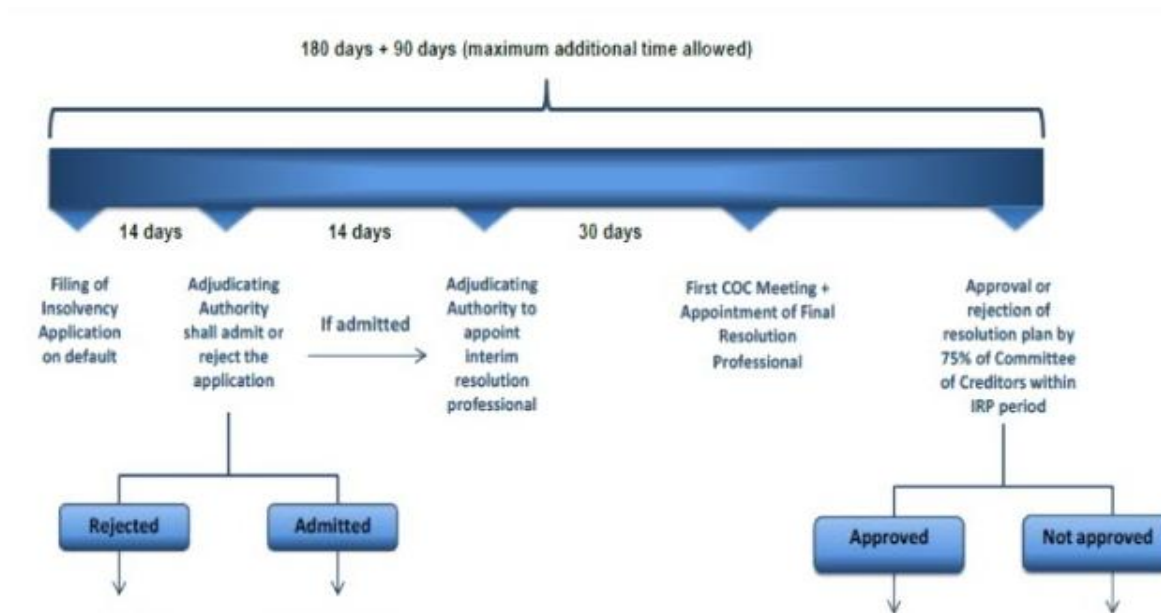 180 days + 90 days (maximum additional time allowed)
14 days
14 days
30 days
Filing of
Insolvency
Application
on default
Adjudicating
Authority
shall admit or
reject the
application
If admitted
Adjudicating
Authority to
appoint
interim
resolution
professional
First COC Meeting +
Appointment of Final
Resolution
Professional
Approval or
rejection of
resolution plan by
75% of Committee
of Creditors within
IRP period
Rejected
Admitted
Approved
Not approved